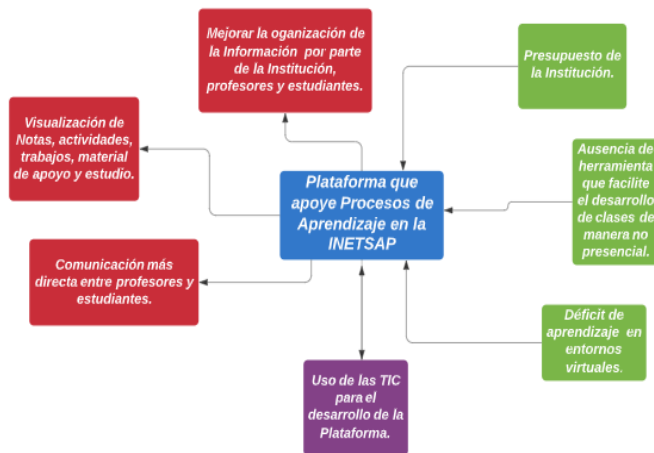 Mejorar la oganización de
la Información por parte
de la Institución,
profesores y estudiantes.
Presupuesto de
la Institución.
Visualización de
Notas, actividades,
trabajos, material
de apoyo y estudio.
Plataforma que
apoye Procesos de
Aprendizaje en la
INETSAP
Ausencia de
herramienta
que facilite
el desarrollo
de clases de
manera no
presencial.
Comunicación más
directa entre profesores y
estudiantes.
Déficit de
aprendizaje en
entornos
virtuales.
Uso de las TIC
para el
desarrollo de la
Plataforma.